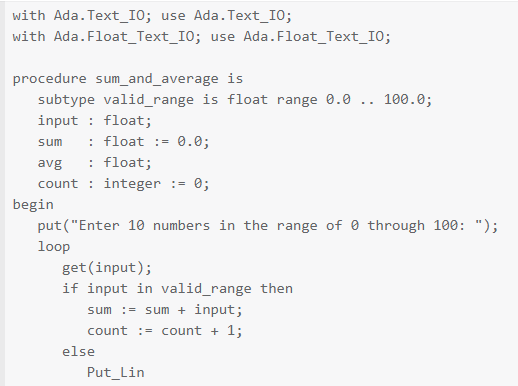 with Ada.Text_IO; use Ada.Text_IO;
with Ada.Float_Text_IO; use Ada.Float_Text_IO;

procedure sum_and_average is
   subtype valid_range is float range 0.0 .. 100.0;
   input : float;
   sum   : float := 0.0;
   avg   : float;
   count : integer := 0;
begin
   put("Enter 10 numbers in the range of 0 through 100: ");
   loop
      get(input);
      if input in valid_range then
         sum := sum + input;
         count := count + 1;
      else
         Put_Lin